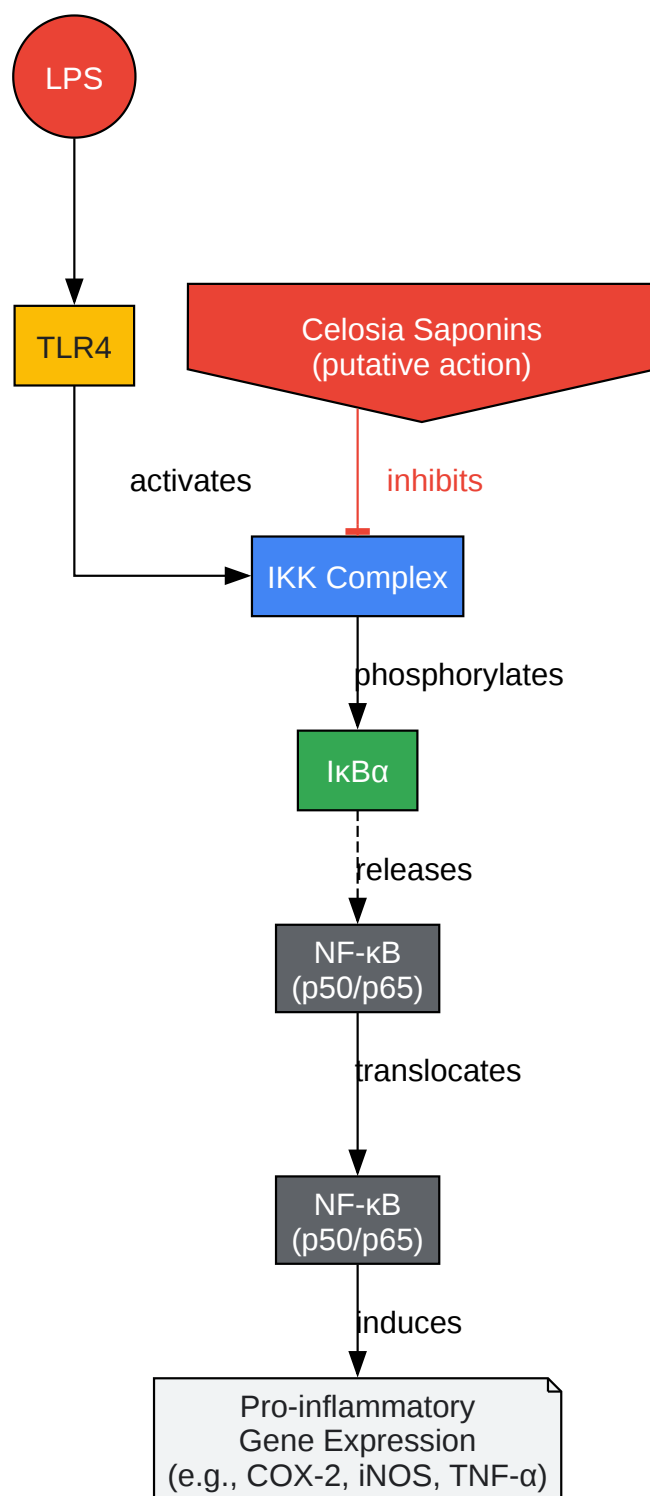 LPS
TLR4
Celosia Saponins
(putative action)
activates
inhibits
IKK Complex
phosphorylates
IκBα
releases
NF-κB
(p50/p65)
translocates
NF-κB
(p50/p65)
induces
Pro-inflammatory
Gene Expression
(e.g., COX-2, iNOS, TNF-α)